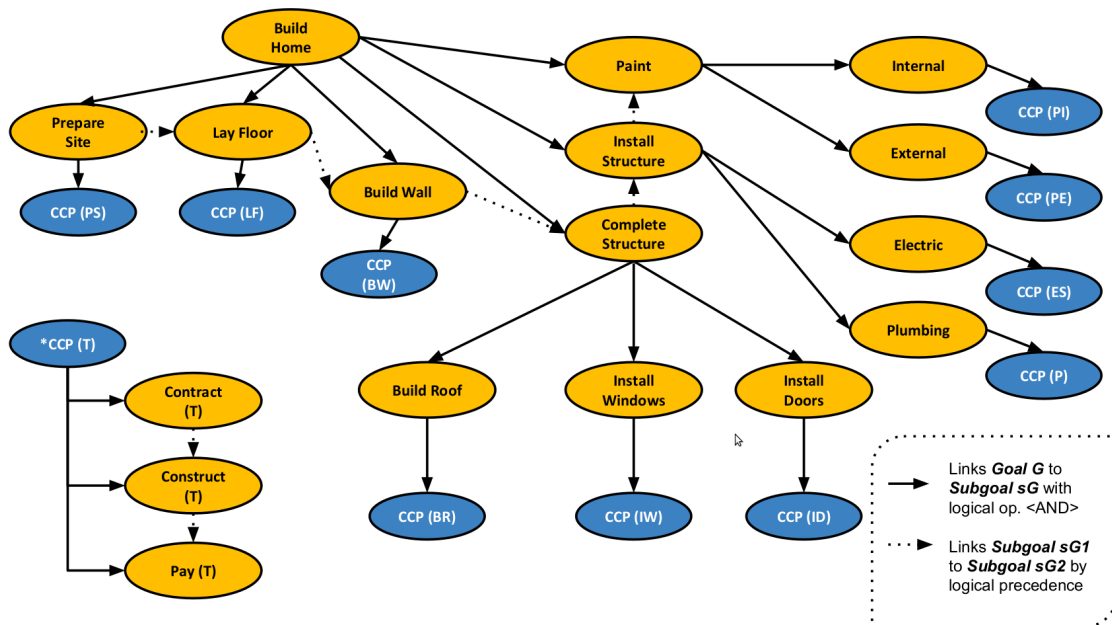 Build
Home
Paint
Internal
CCP (PI)
Prepare
Site
Lay Floor
Install
Structure
External
Build Wall
CCP (PS)
CCP (LF)
CCP (PE)
Complete
Structure
Electric
CCP
(BW)
CCP (ES)
*CCP (T)
Plumbing
CCP (P)
Contract
(T)
Build Roof
Install
Windows
Install
Doors
Construct
(T)
CCP (BR)
CCP (IW)
CCP (ID)
Pay (T)
Links Goal G to
Subgoal sG with
logical op. <AND>
Links Subgoal sG1
to Subgoal sG2 by
logical precedence